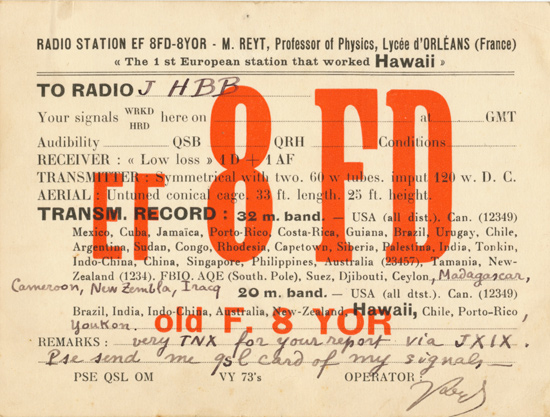 RADIO STATION EF 8FD-8YOR - M. REYT, Professor of Physics, Lycée d'ORLÉANS (France)
« The 1 st European station that worked Hawaii »
TO RADIO J HBB
Your signals WRKD HRD here on at GMT
Audibility QSB QRH Conditions
RECEIVER : « Low loss » 1 D + 1 AF
TRANSMITTER : Symmetrical with two. 60 w tubes. imput 120 w. D. C.
AERIAL : Untuned conical cage. 33 ft. length. 25 ft. height.
EF 8 FD
TRANSM. RECORD : 32 m. band. — USA (all dist.). Can. (12349)
Mexico, Cuba, Jamaïca, Porto-Rico, Costa-Rica, Guiana, Brazil, Urugay, Chile,
Argentina, Sudan, Congo, Rhodesia, Capetown, Siberia, Palestina, India, Tonkin,
Indo-China, China, Singapore, Philippines, Australia (23457), Tamania, New-
Zealand (1234). FBIQ. AQE (South. Pole), Suez, Djibouti, Ceylon, Madagascar,
Cameroon, New Zembla, Iracq
20 m. band. — USA (all dtst.). Can. (12349)
Brazil, India, Indo-China, Australia, New-Zealand, Hawaii, Chile, Porto-Rico,
Youkon.
old F. 8 YOR
REMARKS : very TNX for your report via JXIX.
Pse send me qsl card of my signals —
PSE QSL OM VY 73's OPERATOR